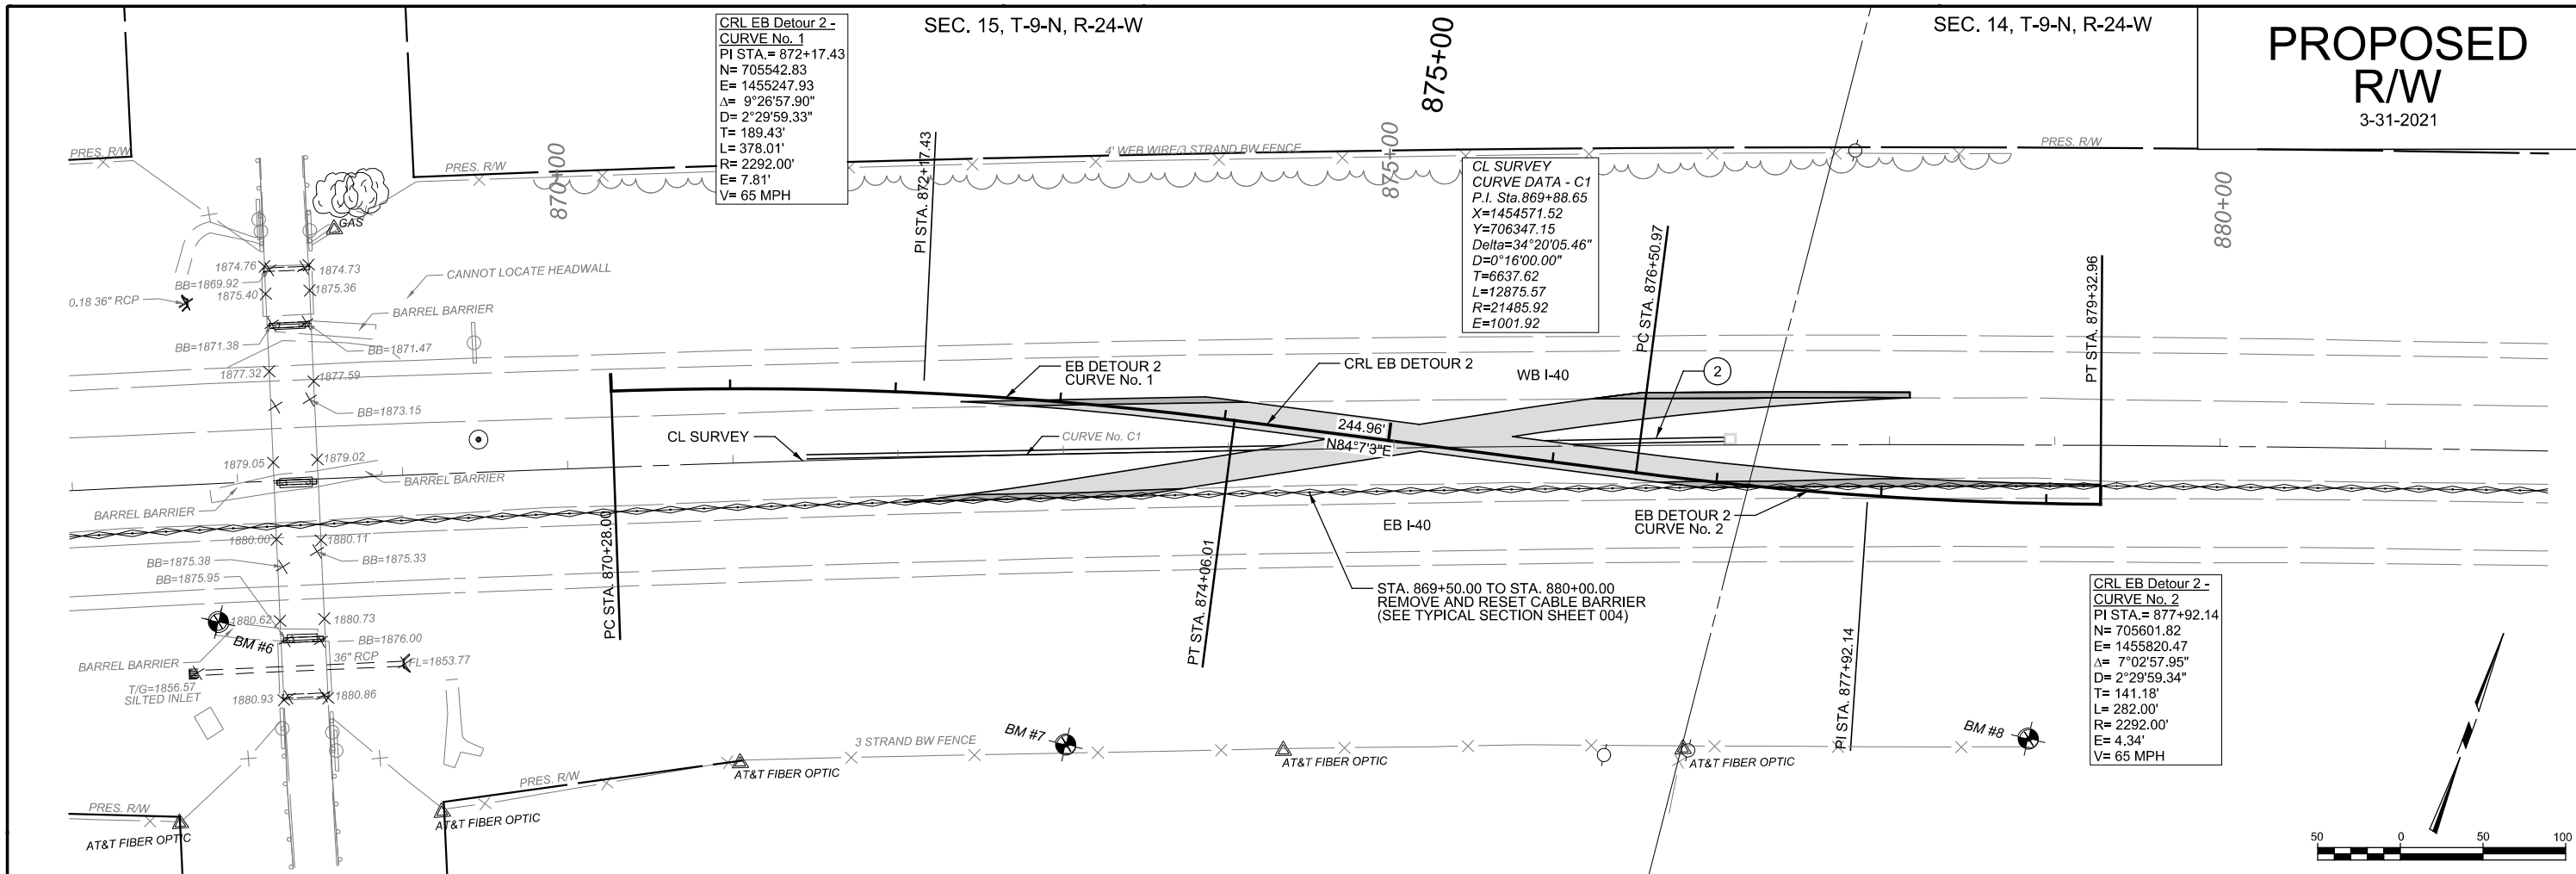 CRL EB Detour 2 -
CURVE No. 1
PI STA.= 872+17.43
N= 705542.83
E= 1455247.93
Δ= 9°26'57.90"
D= 2°29'59.33"
T= 189.43'
L= 378.01'
R= 2292.00'
E= 7.81'
V= 65 MPH
SEC. 15, T-9-N, R-24-W
875+00
SEC. 14, T-9-N, R-24-W
PROPOSED
R/W
3-31-2021
PRES. R/W
PRES. R/W
870+00
PI STA. 872+17.43
4' WEB WIRE/3 STRAND BW FENCE
875+00
PRES. R/W
880+00
CL SURVEY
CURVE DATA - C1
P.I. Sta.869+88.65
X=1454571.52
Y=706347.15
Delta=34°20'05.46"
D=0°16'00.00"
T=6637.62
L=12875.57
R=21485.92
E=1001.92
PC STA. 876+50.97
PT STA. 879+32.96
GAS
1874.76
1874.73
BB=1869.92
1875.40
1875.36
CANNOT LOCATE HEADWALL
0.18 36" RCP
BARREL BARRIER
BB=1871.38
BB=1871.47
1877.32
1877.59
BB=1873.15
EB DETOUR 2
CURVE No. 1
CRL EB DETOUR 2
WB I-40
2
CL SURVEY
CURVE No. C1
244.96'
N84°7'3"E
1879.05
1879.02
BARREL BARRIER
BARREL BARRIER
EB I-40
EB DETOUR 2
CURVE No. 2
1880.00
1880.11
BB=1875.38
BB=1875.33
BB=1875.95
PC STA. 870+28.00
PT STA. 874+06.01
STA. 869+50.00 TO STA. 880+00.00
REMOVE AND RESET CABLE BARRIER
(SEE TYPICAL SECTION SHEET 004)
CRL EB Detour 2 -
CURVE No. 2
PI STA.= 877+92.14
N= 705601.82
E= 1455820.47
Δ= 7°02'57.95"
D= 2°29'59.34"
T= 141.18'
L= 282.00'
R= 2292.00'
E= 4.34'
V= 65 MPH
1880.62
1880.73
BM #6
BB=1876.00
BARREL BARRIER
36" RCP
FL=1853.77
T/G=1856.57
SILTED INLET
1880.93
1880.86
PI STA. 877+92.14
3 STRAND BW FENCE
BM #7
BM #8
AT&T FIBER OPTIC
AT&T FIBER OPTIC
AT&T FIBER OPTIC
PRES. R/W
PRES. R/W
AT&T FIBER OPTIC
AT&T FIBER OPTIC
50 0 50 100